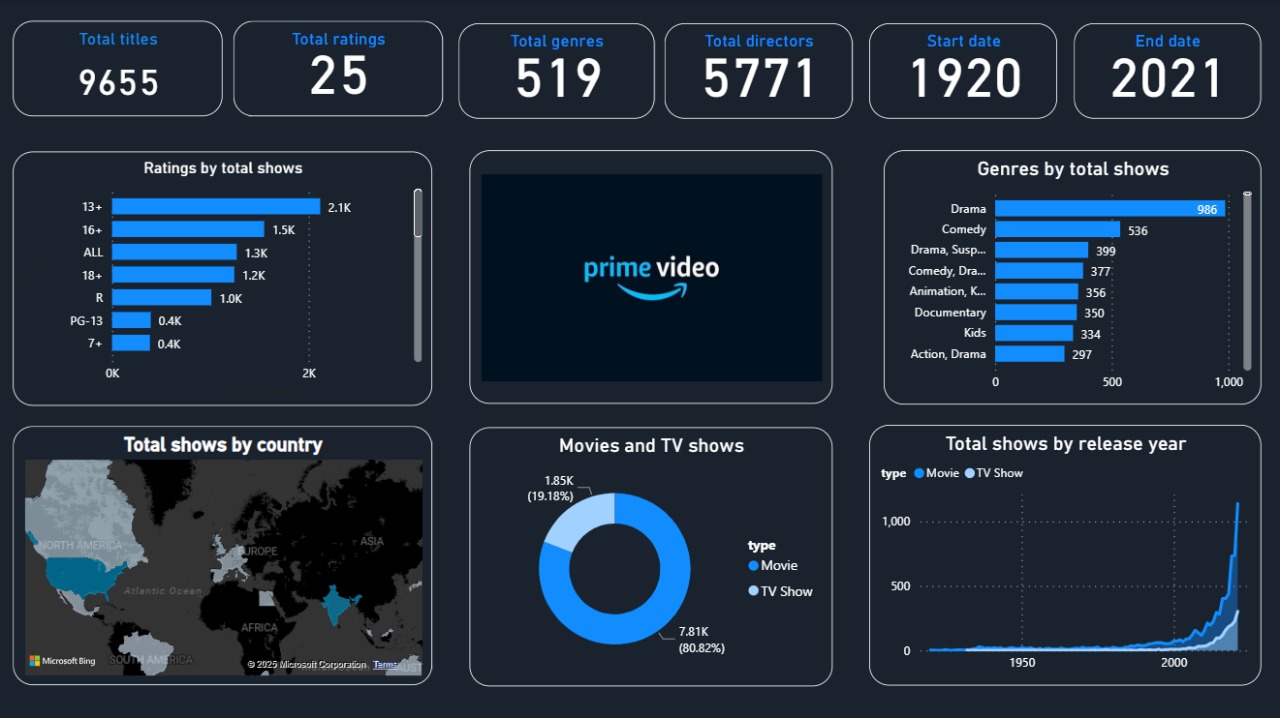 Total titles
9655
Total ratings
25
Total genres
519
Total directors
5771
Start date
1920
End date
2021
Ratings by total shows
13+ 2.1K
16+ 1.5K
ALL 1.3K
18+ 1.2K
R 1.0K
PG-13 0.4K
7+ 0.4K
0K 2K
prime video
Genres by total shows
Drama 986
Comedy 536
Drama, Susp... 399
Comedy, Dra... 377
Animation, K... 356
Documentary 350
Kids 334
Action, Drama 297
0 500 1,000
Total shows by country
NORTH AMERICA
EUROPE
ASIA
Atlantic Ocean
AFRICA
SOUTH AMERICA
Microsoft Bing
© 2025 Microsoft Corporation Terms
Movies and TV shows
1.85K
(19.18%)
type
Movie
TV Show
7.81K
(80.82%)
Total shows by release year
type Movie TV Show
1,000
500
0
1950 2000